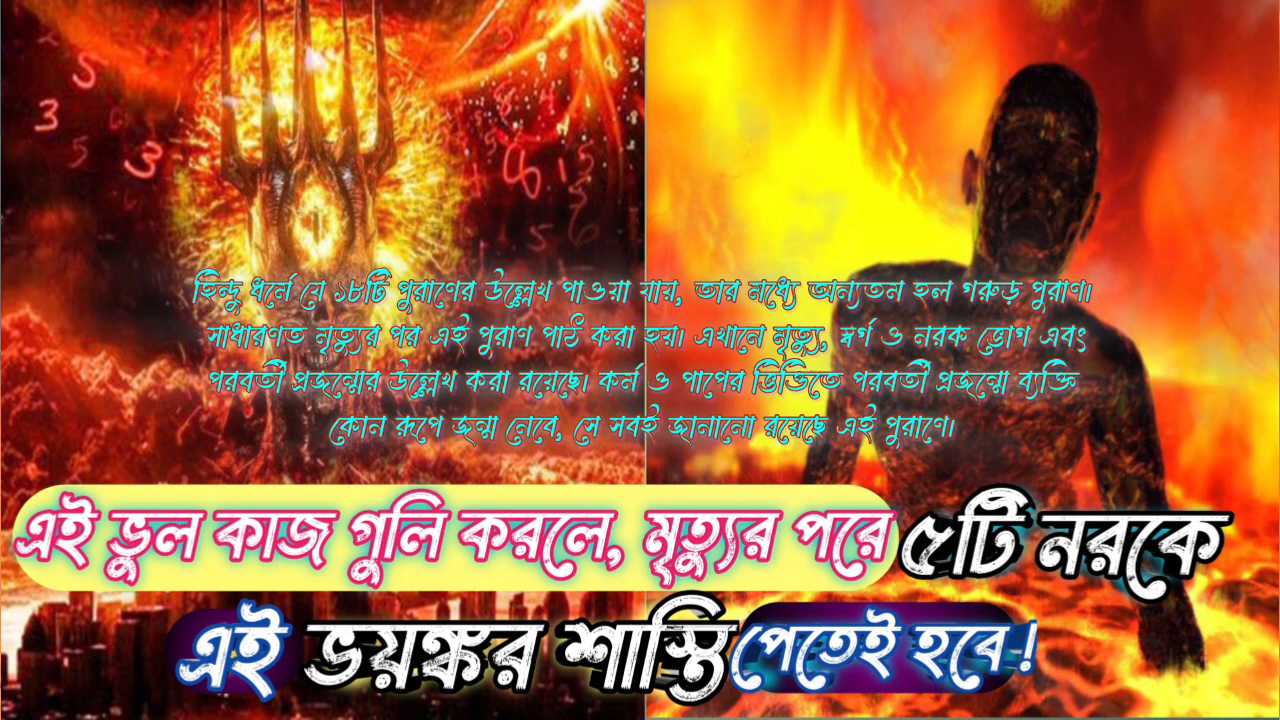 হিন্দু ধর্মে যে ১৮টি পুরাণের উল্লেখ পাওয়া যায়, তার মধ্যে অন্যতম হল গরুড় পুরাণ।
সাধারণত মৃত্যুর পর এই পুরাণ পাঠ করা হয়। এখানে মৃত্যু, স্বর্গ ও নরক ভোগ এবং
পরবর্তী প্রজন্মের উল্লেখ করা রয়েছে। কর্ম ও পাপের ভিত্তিতে পরবর্তী প্রজন্মে ব্যক্তি
কোন রূপে জন্ম নেবে, সে সবই জানানো রয়েছে এই পুরাণে।
এই ভুল কাজ গুলি করলে, মৃত্যুর পরে ৫টি নরকে
এই ভয়ঙ্কর শাস্তি পেতেই হবে!